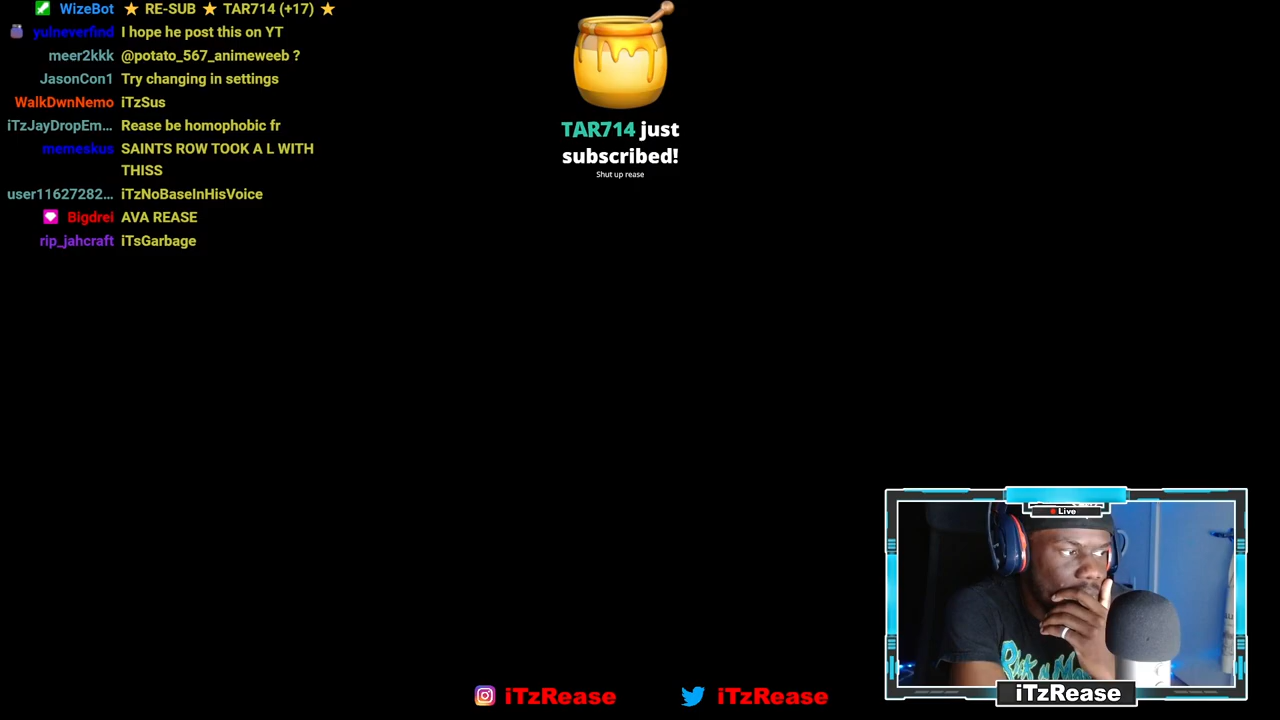 WizeBot ⭐ RE-SUB ⭐ TAR714 (+17) ⭐
yulneverfind I hope he post this on YT
meer2kkk @potato_567_animeweeb ?
JasonCon1 Try changing in settings
WalkDwnNemo iTzSus
iTzJayDropEm... Rease be homophobic fr
memeskus SAINTS ROW TOOK A L WITH
THISS
user11627282... iTzNoBaseInHisVoice
Bigdrei AVA REASE
rip_jahcraft iTsGarbage
TAR714 just
subscribed!
Shut up rease
Live
Rick
iTzRease
iTzRease
iTzRease